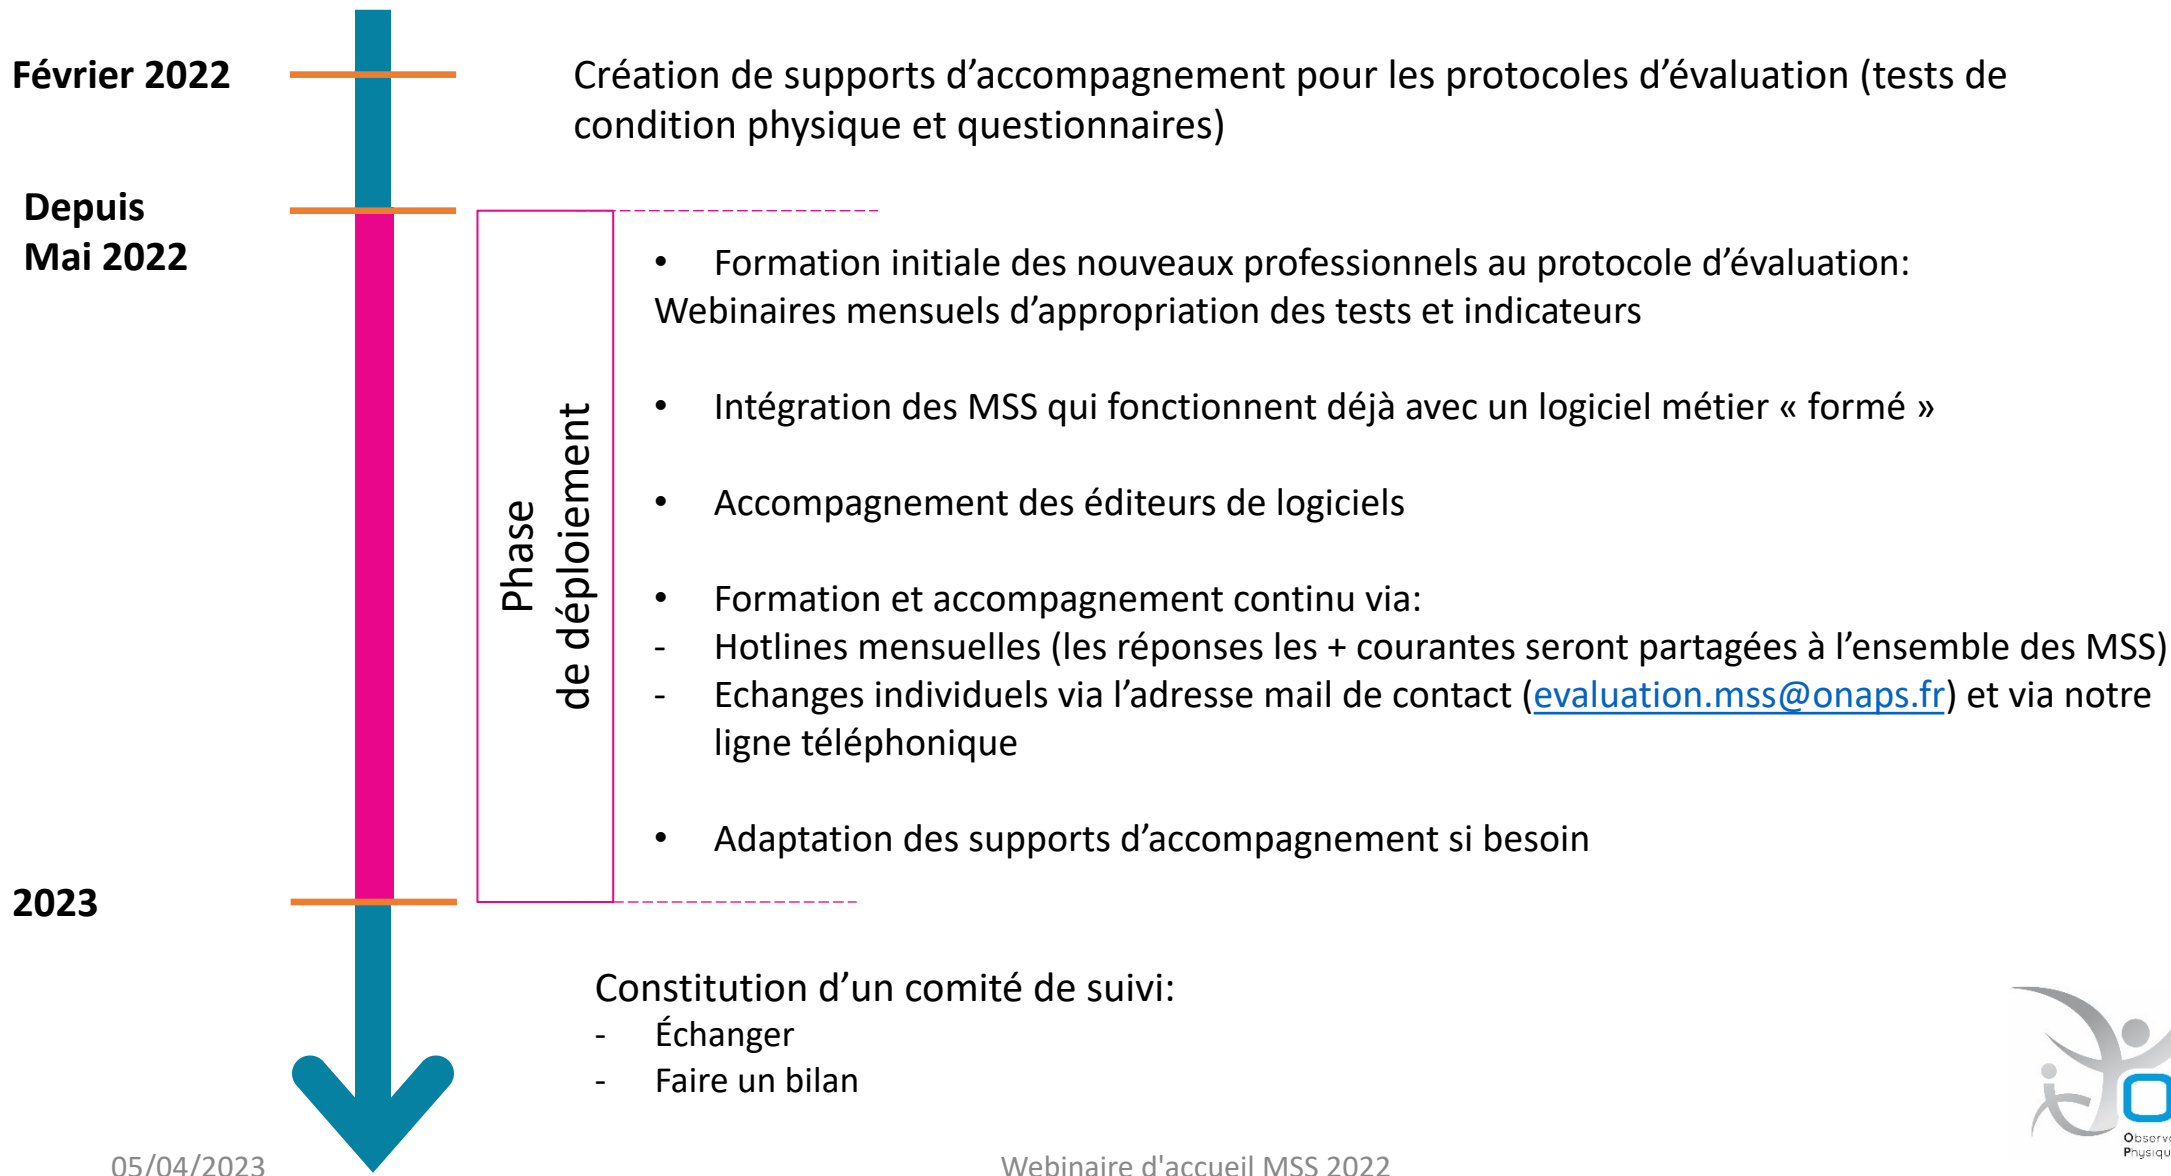 Février 2022
Création de supports d’accompagnement pour les protocoles d’évaluation (tests de
condition physique et questionnaires)
Depuis
Mai 2022
Phase
de déploiement
• Formation initiale des nouveaux professionnels au protocole d’évaluation:
Webinaires mensuels d’appropriation des tests et indicateurs
• Intégration des MSS qui fonctionnent déjà avec un logiciel métier « formé »
• Accompagnement des éditeurs de logiciels
• Formation et accompagnement continu via:
- Hotlines mensuelles (les réponses les + courantes seront partagées à l’ensemble des MSS)
- Echanges individuels via l’adresse mail de contact (evaluation.mss@onaps.fr) et via notre
ligne téléphonique
• Adaptation des supports d’accompagnement si besoin
2023
Constitution d’un comité de suivi:
- Échanger
- Faire un bilan
05/04/2023
Webinaire d'accueil MSS 2022